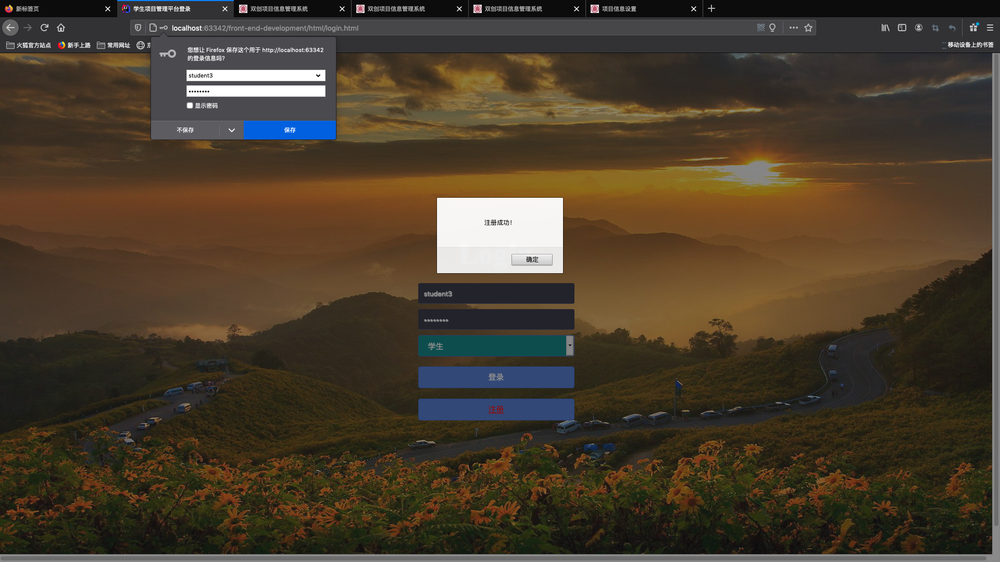 新标签页
学生项目管理平台登录
双创项目信息管理系统
双创项目信息管理系统
双创项目信息管理系统
项目信息设置
localhost:63342/front-end-development/html/login.html
火狐官方站点
新手上路
常用网址
移动设备上的书签
您想让 Firefox 保存这个用于 http://localhost:63342
的登录信息吗?
student3
••••••••
显示密码
不保存
保存
注册成功!
确定
student3
••••••••
学生
登录
注册